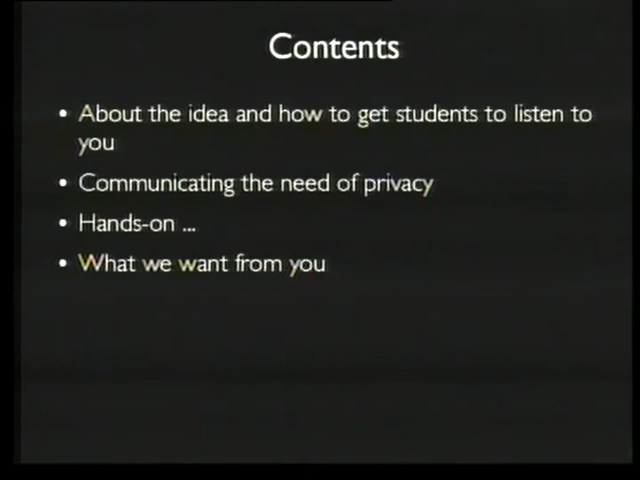 Contents
• About the idea and how to get students to listen to
you
• Communicating the need of privacy
• Hands-on ...
• What we want from you